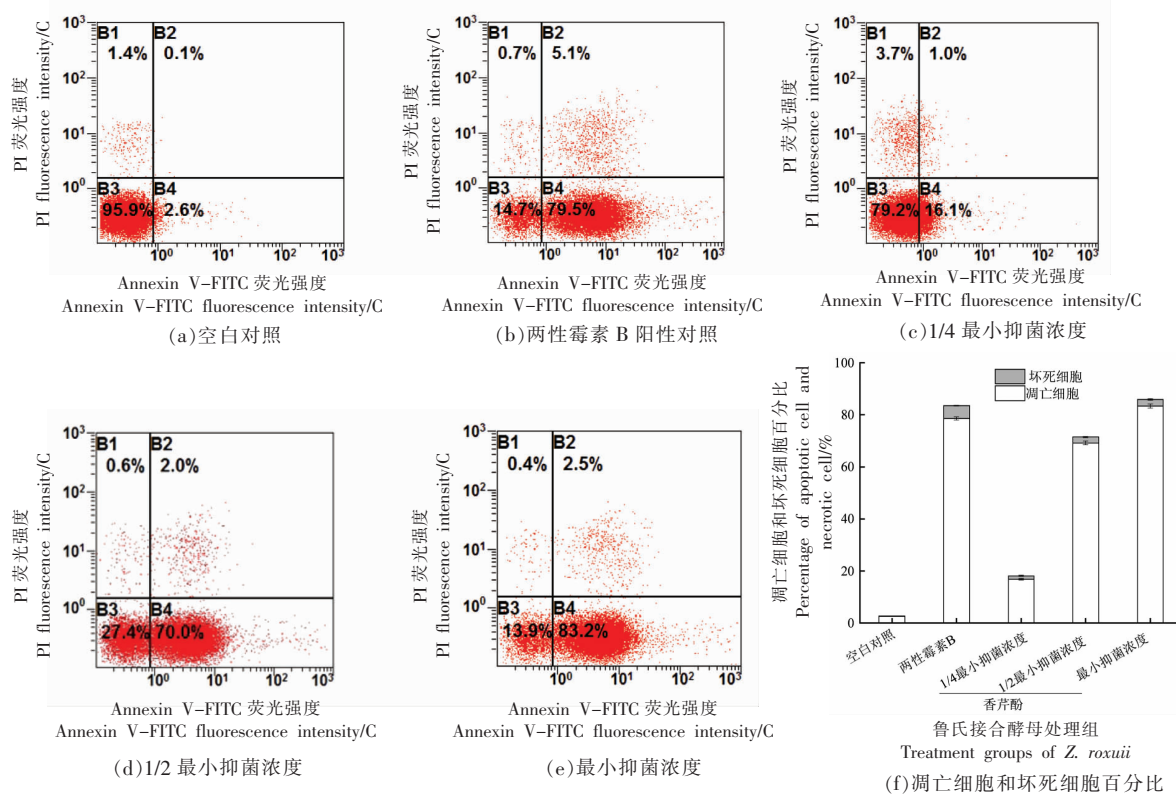 10³
B1
B2
1.4%
0.1%
10²
10¹
10⁰
B3
B4
95.9%
2.6%
10⁰ 10¹ 10² 10³
PI 荧光强度
PI fluorescence intensity/C
Annexin V-FITC 荧光强度
Annexin V-FITC fluorescence intensity/C
(a)空白对照
10³
B1
B2
0.7%
5.1%
10²
10¹
10⁰
B3
B4
14.7%
79.5%
10⁰ 10¹ 10² 10³
PI 荧光强度
PI fluorescence intensity/C
Annexin V-FITC 荧光强度
Annexin V-FITC fluorescence intensity/C
(b)两性霉素 B 阳性对照
10³
B1
B2
3.7%
1.0%
10²
10¹
10⁰
B3
B4
79.2%
16.1%
10⁰ 10¹ 10² 10³
PI 荧光强度
PI fluorescence intensity/C
Annexin V-FITC 荧光强度
Annexin V-FITC fluorescence intensity/C
(c)1/4 最小抑菌浓度
10³
B1
B2
0.6%
2.0%
10²
10¹
10⁰
B3
B4
27.4%
70.0%
10⁰ 10¹ 10² 10³
PI 荧光强度
PI fluorescence intensity/C
Annexin V-FITC 荧光强度
Annexin V-FITC fluorescence intensity/C
(d)1/2 最小抑菌浓度
10³
B1
B2
0.4%
2.5%
10²
10¹
10⁰
B3
B4
13.9%
83.2%
10⁰ 10¹ 10² 10³
PI 荧光强度
PI fluorescence intensity/C
Annexin V-FITC 荧光强度
Annexin V-FITC fluorescence intensity/C
(e)最小抑菌浓度
凋亡细胞和坏死细胞百分比
Percentage of apoptotic cell and
necrotic cell/%
100
80
60
40
20
0
坏死细胞
凋亡细胞
空白对照
两性霉素B
1/4最小抑菌浓度
1/2最小抑菌浓度
最小抑菌浓度
香芹酚
鲁氏接合酵母处理组
Treatment groups of Z. roxuii
(f)凋亡细胞和坏死细胞百分比